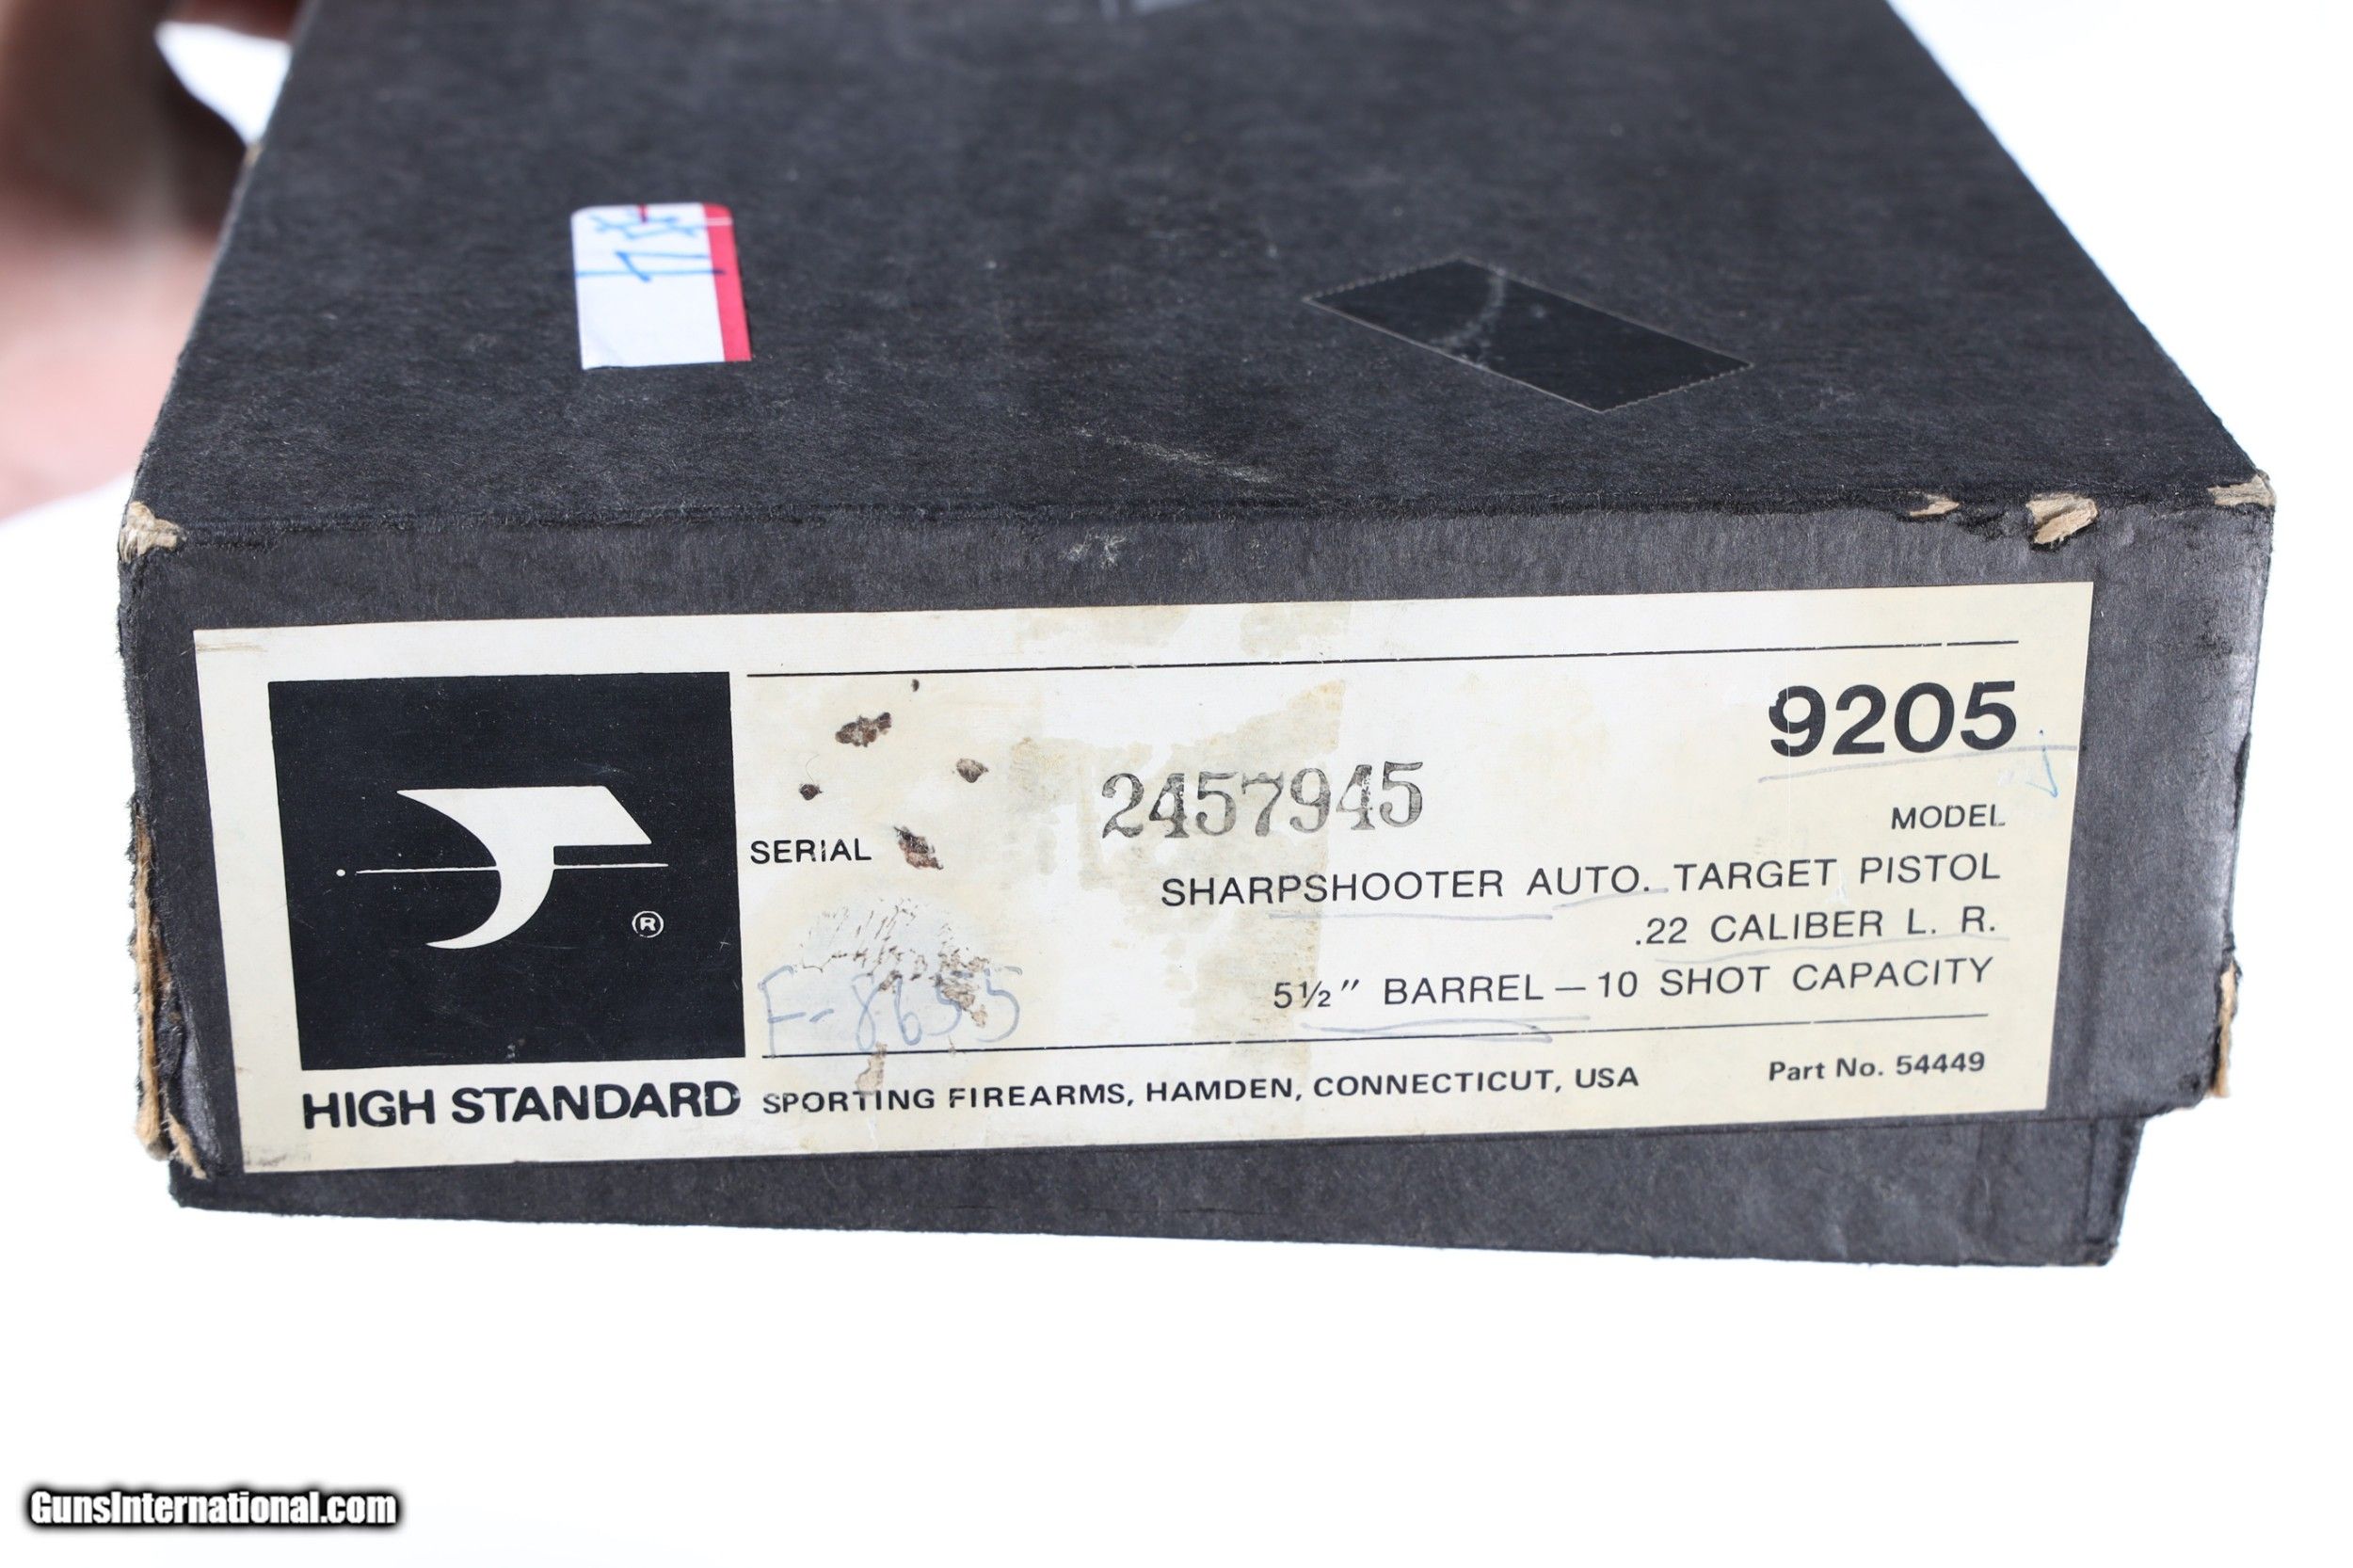 9205
2457945
SERIAL
MODEL
SHARPSHOOTER AUTO. TARGET PISTOL
.22 CALIBER L. R.
5½" BARREL — 10 SHOT CAPACITY
F-8655
®
HIGH STANDARD SPORTING FIREARMS, HAMDEN, CONNECTICUT, USA Part No. 54449
GunsInternational.com